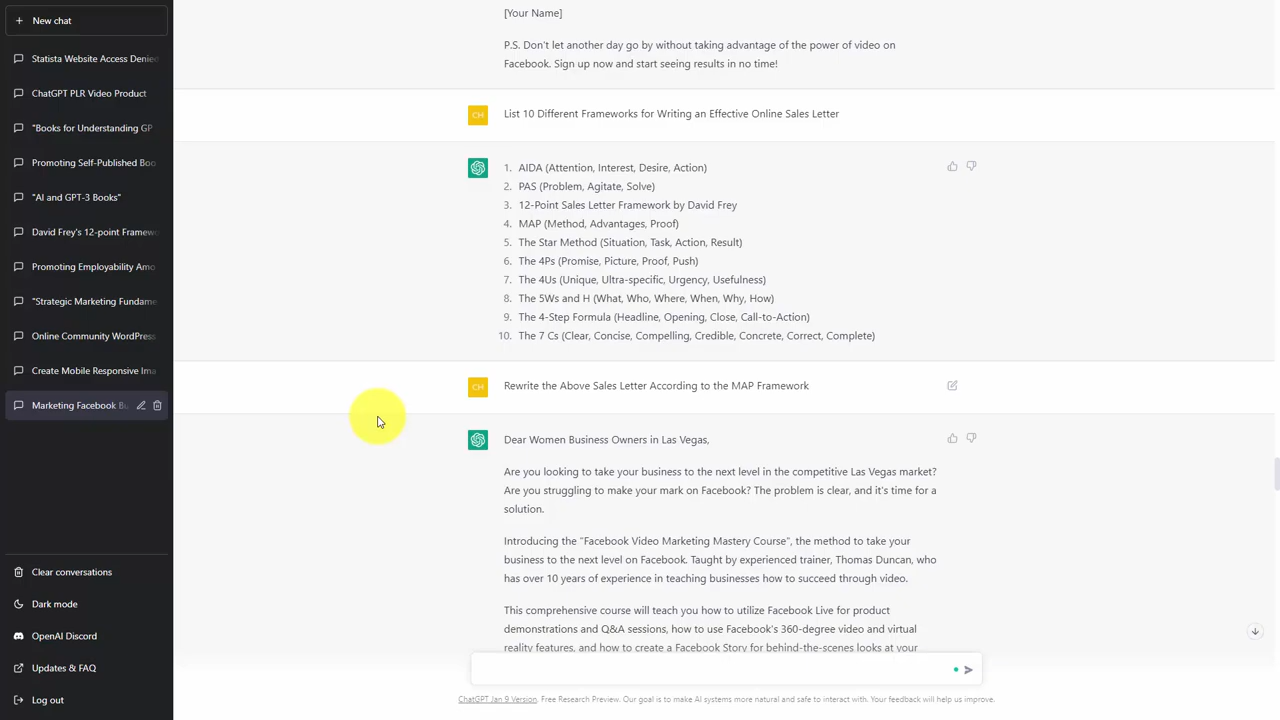 New chat
Statista Website Access Denied
ChatGPT PLR Video Product
"Books for Understanding GP
Promoting Self-Published Boo
"AI and GPT-3 Books"
David Frey's 12-point Framewo
Promoting Employability Amo
"Strategic Marketing Fundame
Online Community WordPress
Create Mobile Responsive Ima
Marketing Facebook Bu
Clear conversations
Dark mode
OpenAI Discord
Updates & FAQ
Log out
[Your Name]
P.S. Don't let another day go by without taking advantage of the power of video on
Facebook. Sign up now and start seeing results in no time!
CH
List 10 Different Frameworks for Writing an Effective Online Sales Letter
1. AIDA (Attention, Interest, Desire, Action)
2. PAS (Problem, Agitate, Solve)
3. 12-Point Sales Letter Framework by David Frey
4. MAP (Method, Advantages, Proof)
5. The Star Method (Situation, Task, Action, Result)
6. The 4Ps (Promise, Picture, Proof, Push)
7. The 4Us (Unique, Ultra-specific, Urgency, Usefulness)
8. The 5Ws and H (What, Who, Where, When, Why, How)
9. The 4-Step Formula (Headline, Opening, Close, Call-to-Action)
10. The 7 Cs (Clear, Concise, Compelling, Credible, Concrete, Correct, Complete)
CH
Rewrite the Above Sales Letter According to the MAP Framework
Dear Women Business Owners in Las Vegas,
Are you looking to take your business to the next level in the competitive Las Vegas market?
Are you struggling to make your mark on Facebook? The problem is clear, and it's time for a
solution.
Introducing the "Facebook Video Marketing Mastery Course", the method to take your
business to the next level on Facebook. Taught by experienced trainer, Thomas Duncan, who
has over 10 years of experience in teaching businesses how to succeed through video.
This comprehensive course will teach you how to utilize Facebook Live for product
demonstrations and Q&A sessions, how to use Facebook's 360-degree video and virtual
reality features, and how to create a Facebook Story for behind-the-scenes looks at your
ChatGPT Jan 9 Version. Free Research Preview. Our goal is to make AI systems more natural and safe to interact with. Your feedback will help us improve.